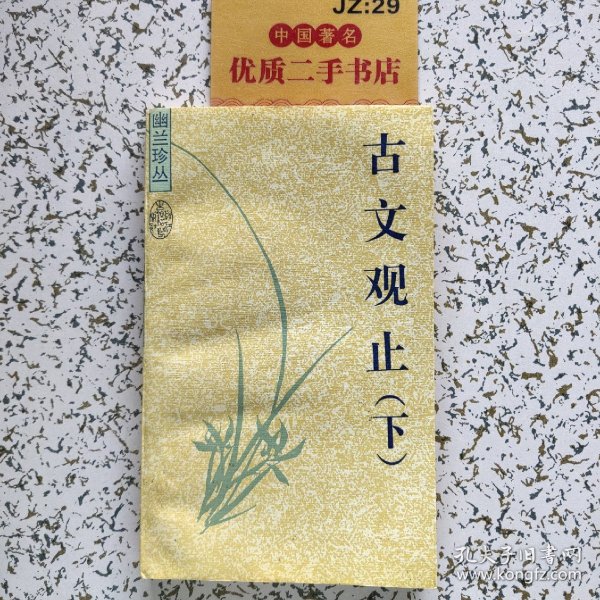 JZ:29
中国著名
优质二手书店
幽兰珍丛
古文观止(下)
孔夫子旧书网
www.kongfz.com